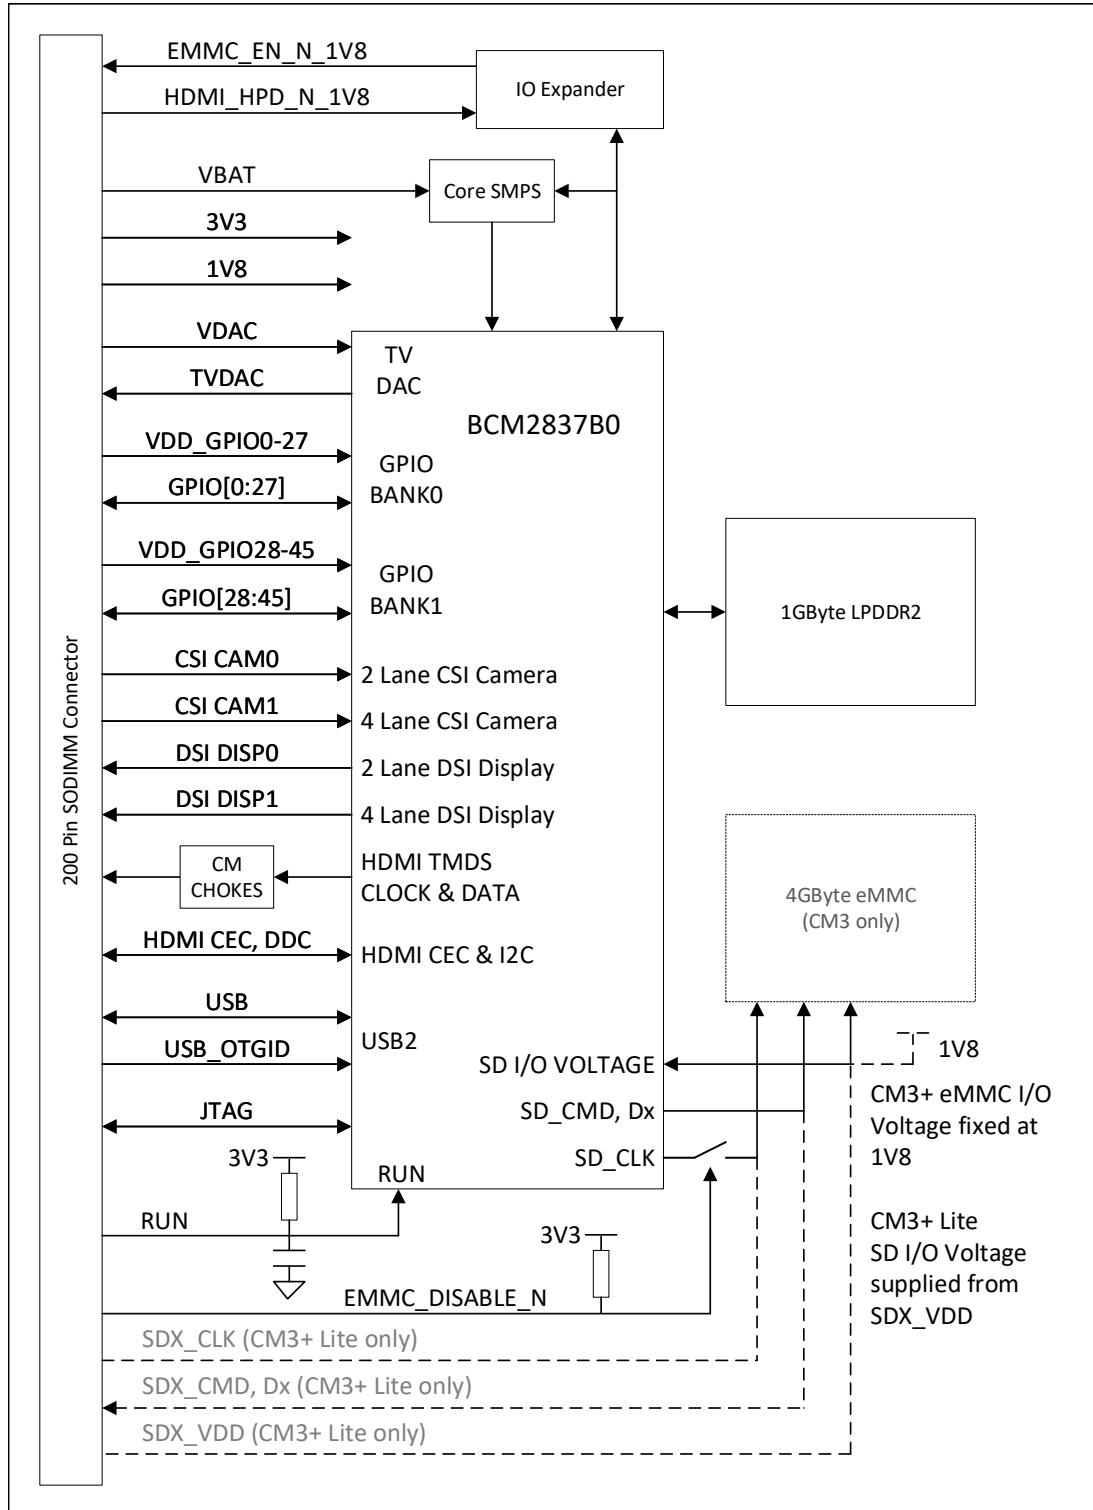 EMMC_EN_N_1V8
IO Expander
HDMI_HPD_N_1V8
VBAT
Core SMPS
3V3
1V8
VDAC
TV
DAC
TVDAC
BCM2837B0
VDD_GPIO0-27
GPIO
BANK0
GPIO[0:27]
VDD_GPIO28-45
GPIO
BANK1
GPIO[28:45]
1GByte LPDDR2
200 Pin SODIMM Connector
CSI CAM0
2 Lane CSI Camera
CSI CAM1
4 Lane CSI Camera
DSI DISP0
2 Lane DSI Display
DSI DISP1
4 Lane DSI Display
CM
CHOKES
HDMI TMDS
CLOCK & DATA
4GByte eMMC
(CM3 only)
HDMI CEC, DDC
HDMI CEC & I2C
USB
USB2
USB_OTGID
SD I/O VOLTAGE
1V8
CM3+ eMMC I/O
Voltage fixed at
1V8
SD_CMD, Dx
JTAG
SD_CLK
3V3
RUN
RUN
3V3
CM3+ Lite
SD I/O Voltage
supplied from
SDX_VDD
EMMC_DISABLE_N
SDX_CLK (CM3+ Lite only)
SDX_CMD, Dx (CM3+ Lite only)
SDX_VDD (CM3+ Lite only)